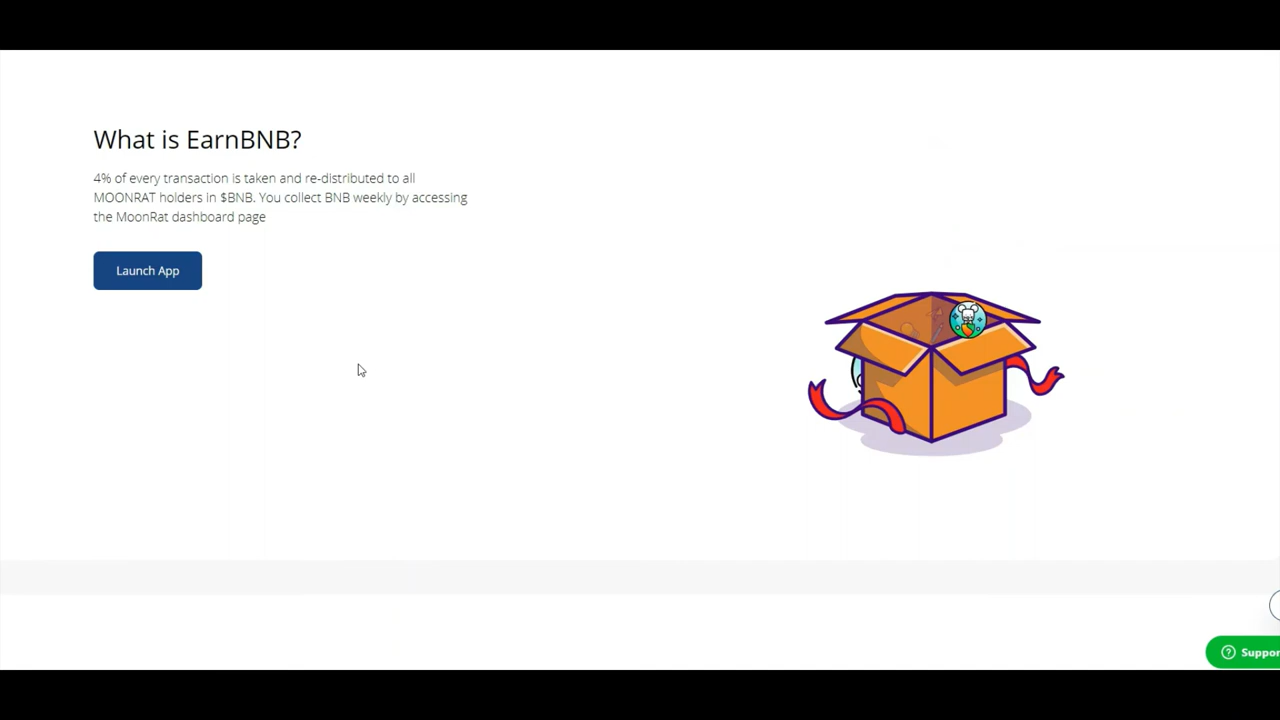 What is EarnBNB?
4% of every transaction is taken and re-distributed to all
MOONRAT holders in $BNB. You collect BNB weekly by accessing
the MoonRat dashboard page
Launch App